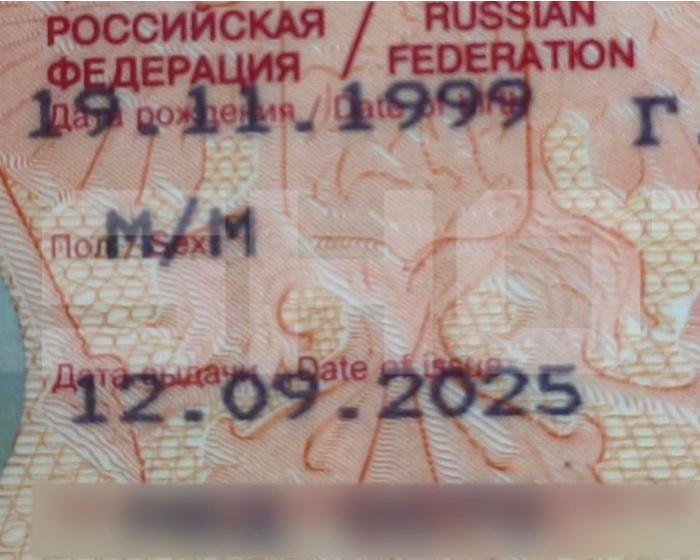 РОССИЙСКАЯ / RUSSIAN
ФЕДЕРАЦИЯ FEDERATION
Дата рождения / Date of birth
19.11.1999 Г.
Пол / Sex
М/M
Дата выдачи / Date of issue
12.09.2025